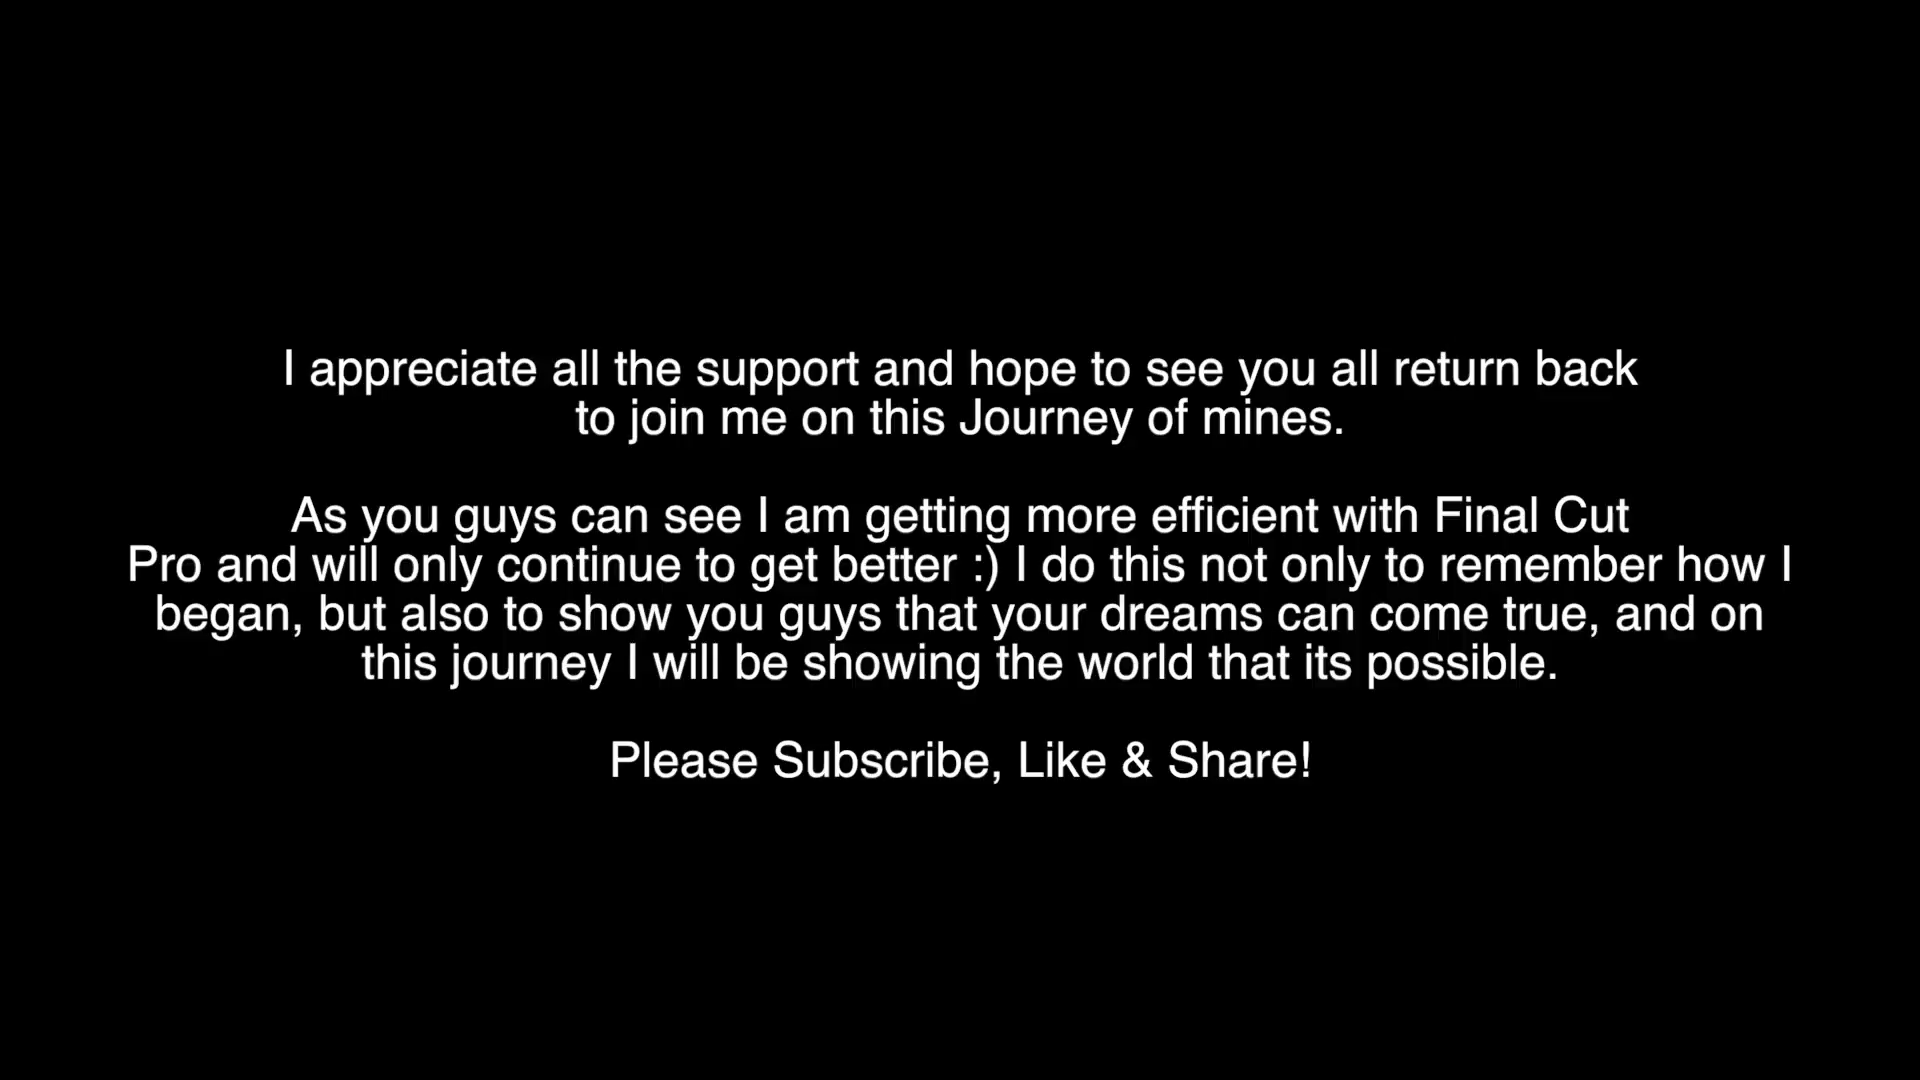 I appreciate all the support and hope to see you all return back
to join me on this Journey of mines.
As you guys can see I am getting more efficient with Final Cut
Pro and will only continue to get better :) I do this not only to remember how I
began, but also to show you guys that your dreams can come true, and on
this journey I will be showing the world that its possible.
Please Subscribe, Like & Share!